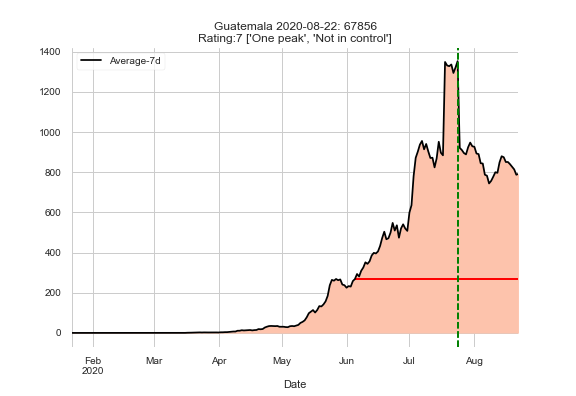 Guatemala 2020-08-22: 67856
Rating:7 ['One peak', 'Not in control']
Average-7d
1400
1200
1000
800
600
400
200
0
Feb
2020
Mar
Apr
May
Jun
Jul
Aug
Date